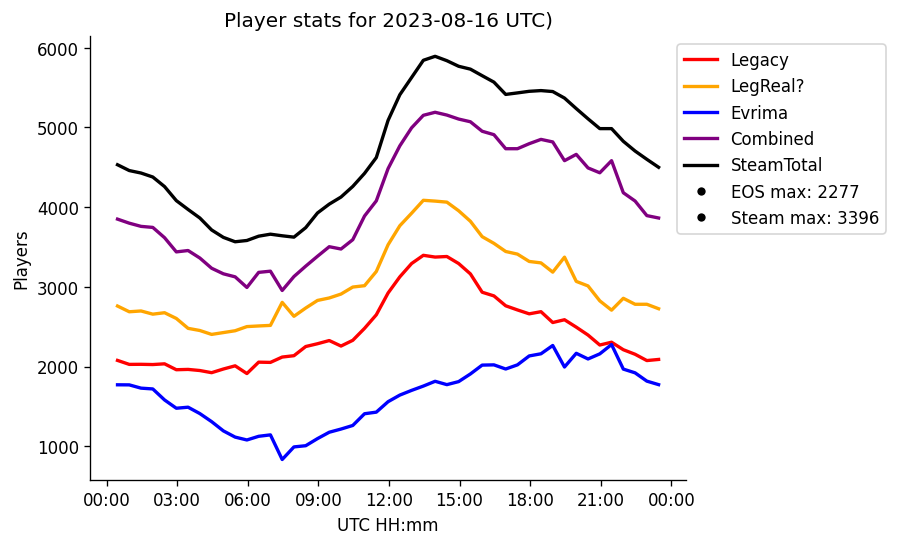 Player stats for 2023-08-16 UTC)
6000
5000
4000
3000
2000
1000
Players
00:00 03:00 06:00 09:00 12:00 15:00 18:00 21:00 00:00
UTC HH:mm
Legacy
LegReal?
Evrima
Combined
SteamTotal
EOS max: 2277
Steam max: 3396